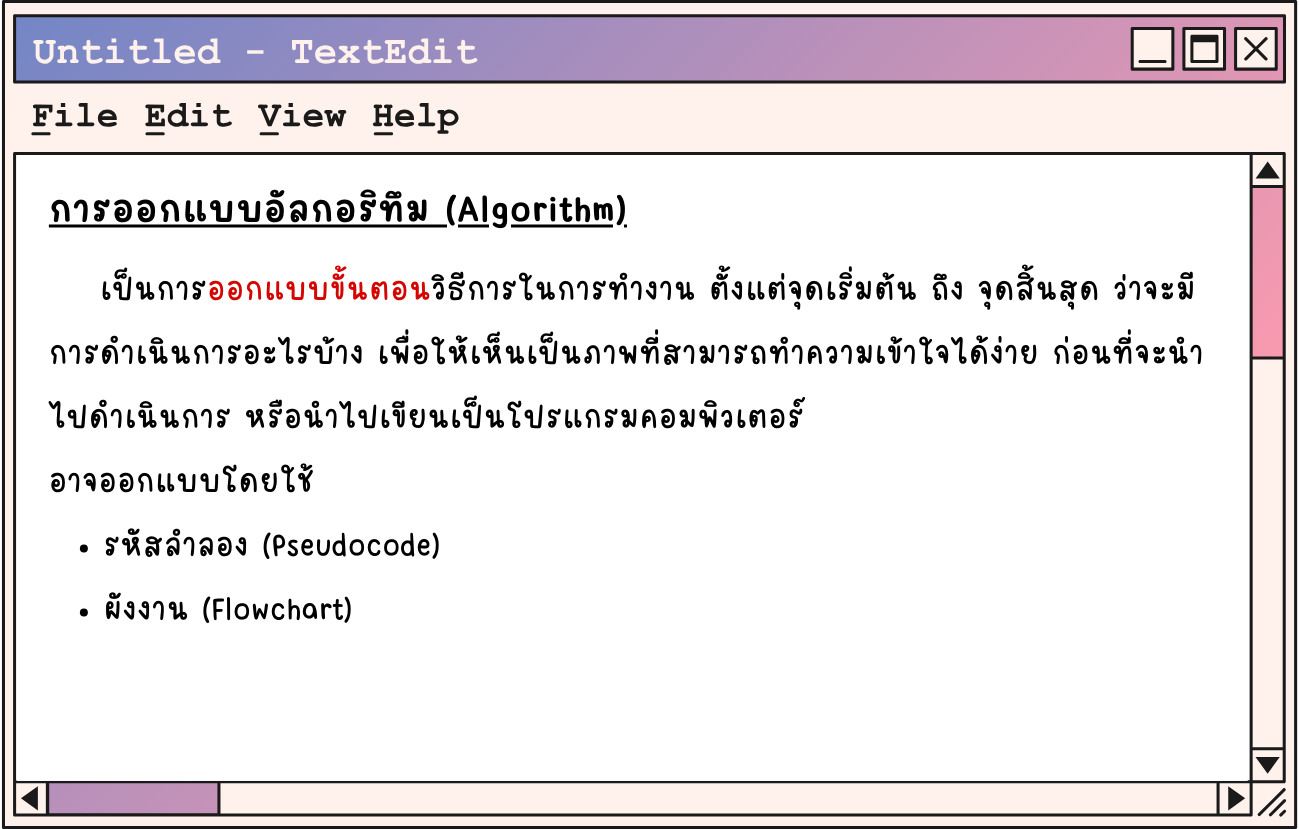 Untitled - TextEdit
File Edit View Help
การออกแบบอัลกอริทึม (Algorithm)
เป็นการออกแบบขั้นตอนวิธีการในการทำงาน ตั้งแต่จุดเริ่มต้น ถึง จุดสิ้นสุด ว่าจะมี
การดำเนินการอะไรบ้าง เพื่อให้เห็นเป็นภาพที่สามารถทำความเข้าใจได้ง่าย ก่อนที่จะนำ
ไปดำเนินการ หรือนำไปเขียนเป็นโปรแกรมคอมพิวเตอร์
อาจออกแบบโดยใช้
• รหัสลำลอง (Pseudocode)
• ผังงาน (Flowchart)